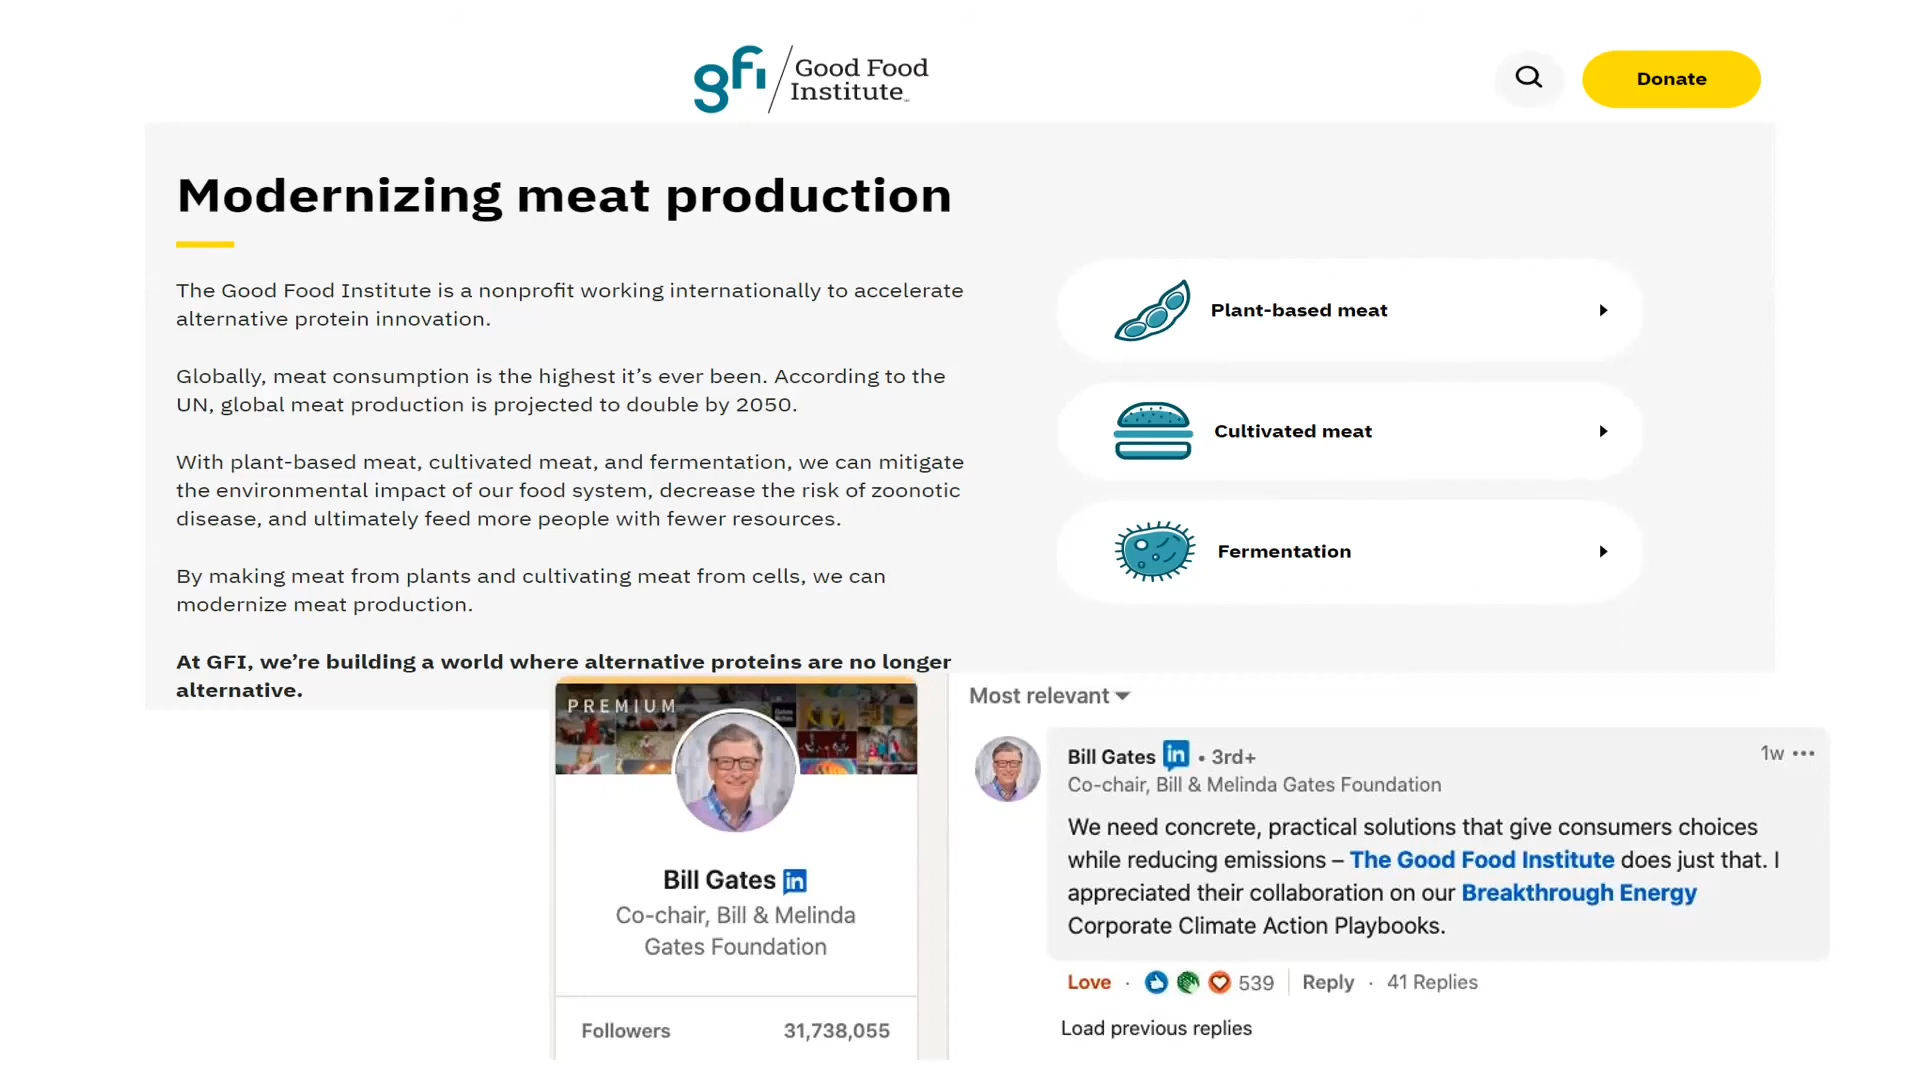 gfi
Good Food
Institute
Donate
Modernizing meat production
The Good Food Institute is a nonprofit working internationally to accelerate
alternative protein innovation.
Globally, meat consumption is the highest it’s ever been. According to the
UN, global meat production is projected to double by 2050.
With plant-based meat, cultivated meat, and fermentation, we can mitigate
the environmental impact of our food system, decrease the risk of zoonotic
disease, and ultimately feed more people with fewer resources.
By making meat from plants and cultivating meat from cells, we can
modernize meat production.
At GFI, we’re building a world where alternative proteins are no longer
alternative.
Plant-based meat
Cultivated meat
Fermentation
PREMIUM
Bill Gates in
Co-chair, Bill & Melinda
Gates Foundation
Followers 31,738,055
Most relevant
Bill Gates in • 3rd+
1w •••
Co-chair, Bill & Melinda Gates Foundation
We need concrete, practical solutions that give consumers choices
while reducing emissions – The Good Food Institute does just that. I
appreciated their collaboration on our Breakthrough Energy
Corporate Climate Action Playbooks.
Love · 539 | Reply · 41 Replies
Load previous replies